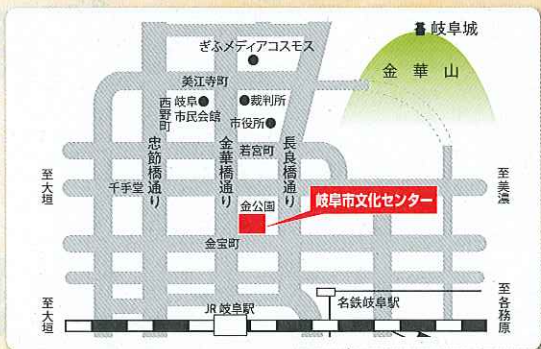 岐阜城
ぎふメディアコスモス
金華山
美江寺町
西野町
岐阜
市民会館
裁判所
市役所
若宮町
忠節橋通り
金華橋通り
長良橋通り
至大垣
千手堂
至美濃
金公園
岐阜市文化センター
金宝町
至大垣
JR岐阜駅
名鉄岐阜駅
至各務原